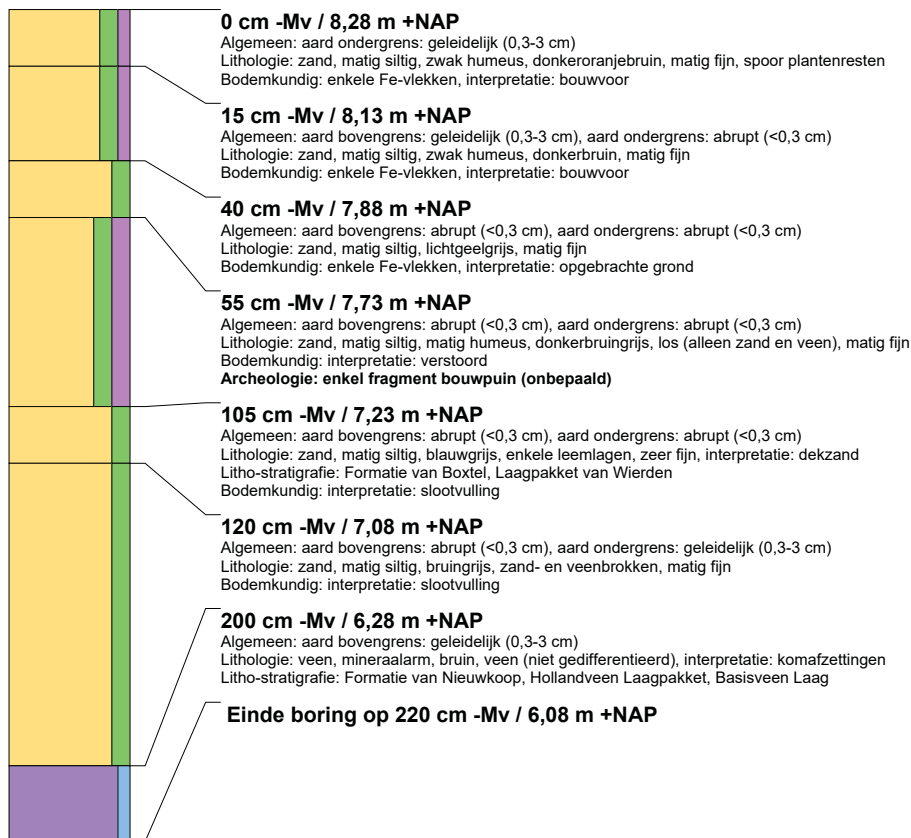 0 cm -Mv / 8,28 m +NAP
Algemeen: aard ondergrens: geleidelijk (0,3-3 cm)
Lithologie: zand, matig siltig, zwak humeus, donkeroranjebruin, matig fijn, spoor plantenresten
Bodemkundig: enkele Fe-vlekken, interpretatie: bouwvoor
15 cm -Mv / 8,13 m +NAP
Algemeen: aard bovengrens: geleidelijk (0,3-3 cm), aard ondergrens: abrupt (<0,3 cm)
Lithologie: zand, matig siltig, zwak humeus, donkerbruin, matig fijn
Bodemkundig: enkele Fe-vlekken, interpretatie: bouwvoor
40 cm -Mv / 7,88 m +NAP
Algemeen: aard bovengrens: abrupt (<0,3 cm), aard ondergrens: abrupt (<0,3 cm)
Lithologie: zand, matig siltig, lichtgeelgrijs, matig fijn
Bodemkundig: enkele Fe-vlekken, interpretatie: opgebrachte grond
55 cm -Mv / 7,73 m +NAP
Algemeen: aard bovengrens: abrupt (<0,3 cm), aard ondergrens: abrupt (<0,3 cm)
Lithologie: zand, matig siltig, matig humeus, donkerbruingrijs, los (alleen zand en veen), matig fijn
Bodemkundig: interpretatie: verstoord
Archeologie: enkel fragment bouwpuin (onbepaald)
105 cm -Mv / 7,23 m +NAP
Algemeen: aard bovengrens: abrupt (<0,3 cm), aard ondergrens: abrupt (<0,3 cm)
Lithologie: zand, matig siltig, blauwgrijs, enkele leemlagen, zeer fijn, interpretatie: dekzand
Litho-stratigrafie: Formatie van Boxtel, Laagpakket van Wierden
Bodemkundig: interpretatie: slootvulling
120 cm -Mv / 7,08 m +NAP
Algemeen: aard bovengrens: abrupt (<0,3 cm), aard ondergrens: geleidelijk (0,3-3 cm)
Lithologie: zand, matig siltig, bruingrijs, zand- en veenbrokken, matig fijn
Bodemkundig: interpretatie: slootvulling
200 cm -Mv / 6,28 m +NAP
Algemeen: aard bovengrens: geleidelijk (0,3-3 cm)
Lithologie: veen, mineraalarm, bruin, veen (niet gedifferentieerd), interpretatie: komafzettingen
Litho-stratigrafie: Formatie van Nieuwkoop, Hollandveen Laagpakket, Basisveen Laag
Einde boring op 220 cm -Mv / 6,08 m +NAP